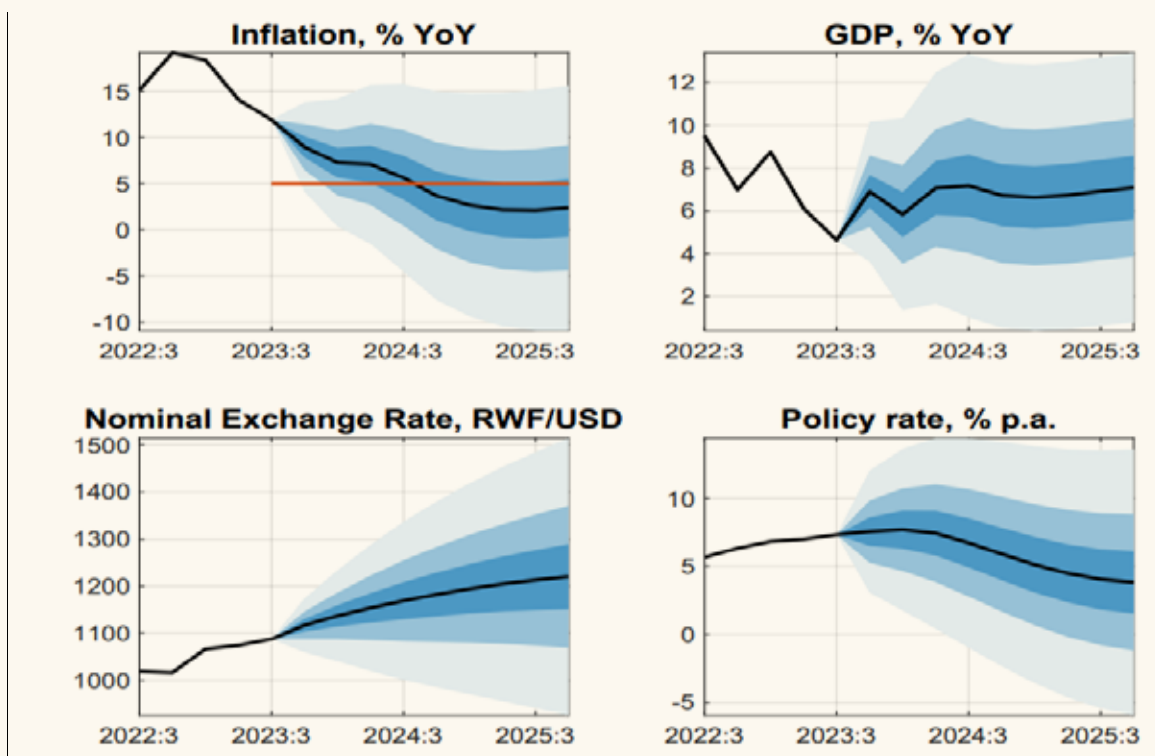 Inflation, % YoY
15
10
5
0
-5
-10
2022:3 2023:3 2024:3 2025:3
GDP, % YoY
12
10
8
6
4
2
2022:3 2023:3 2024:3 2025:3
Nominal Exchange Rate, RWF/USD
1500
1400
1300
1200
1100
1000
2022:3 2023:3 2024:3 2025:3
Policy rate, % p.a.
10
5
0
-5
2022:3 2023:3 2024:3 2025:3